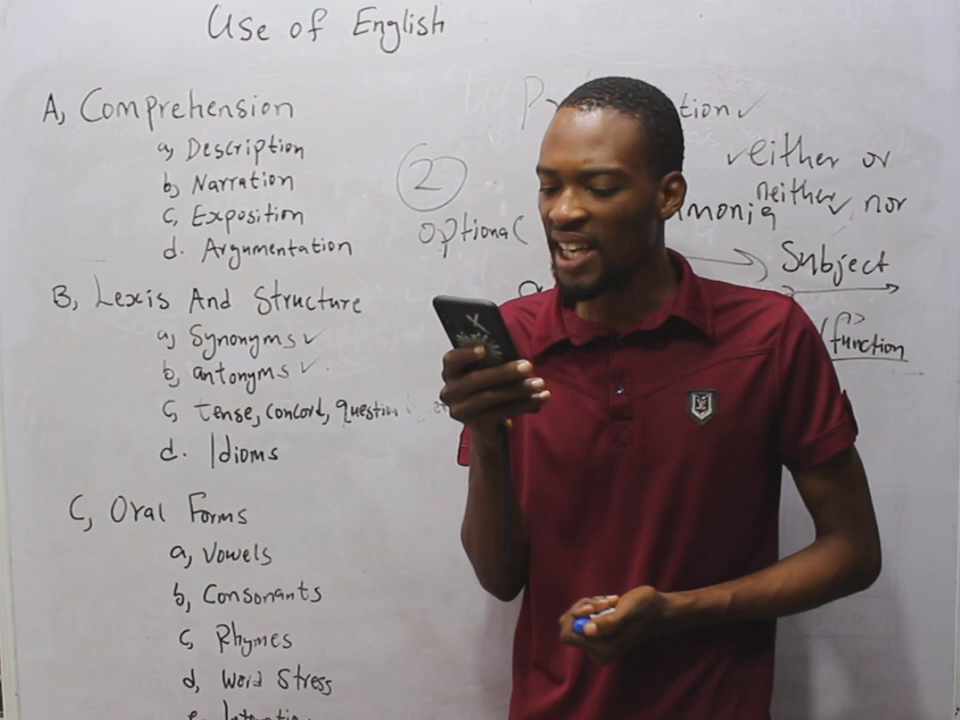 Use of English
A, Comprehension
a, Description
b, Narration
c, Exposition
d. Argumentation
B, Lexis And Structure
a, Synonyms ✓
b, antonyms ✓
c, tense, concord, question
d. Idioms
C, Oral Forms
a, Vowels
b, Consonants
c, Rhymes
d, Word Stress
e.
2
optional
✓ either or
neither ✓ nor
Subject
function